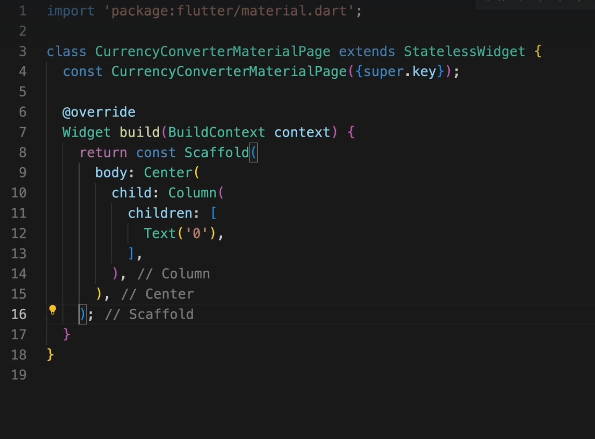 1 import 'package:flutter/material.dart';
2
3 class CurrencyConverterMaterialPage extends StatelessWidget {
4 const CurrencyConverterMaterialPage({super.key});
5
6 @override
7 Widget build(BuildContext context) {
8 return const Scaffold(
9 body: Center(
10 child: Column(
11 children: [
12 Text('0'),
13 ],
14 ), // Column
15 ), // Center
16 ); // Scaffold
17 }
18 }
19